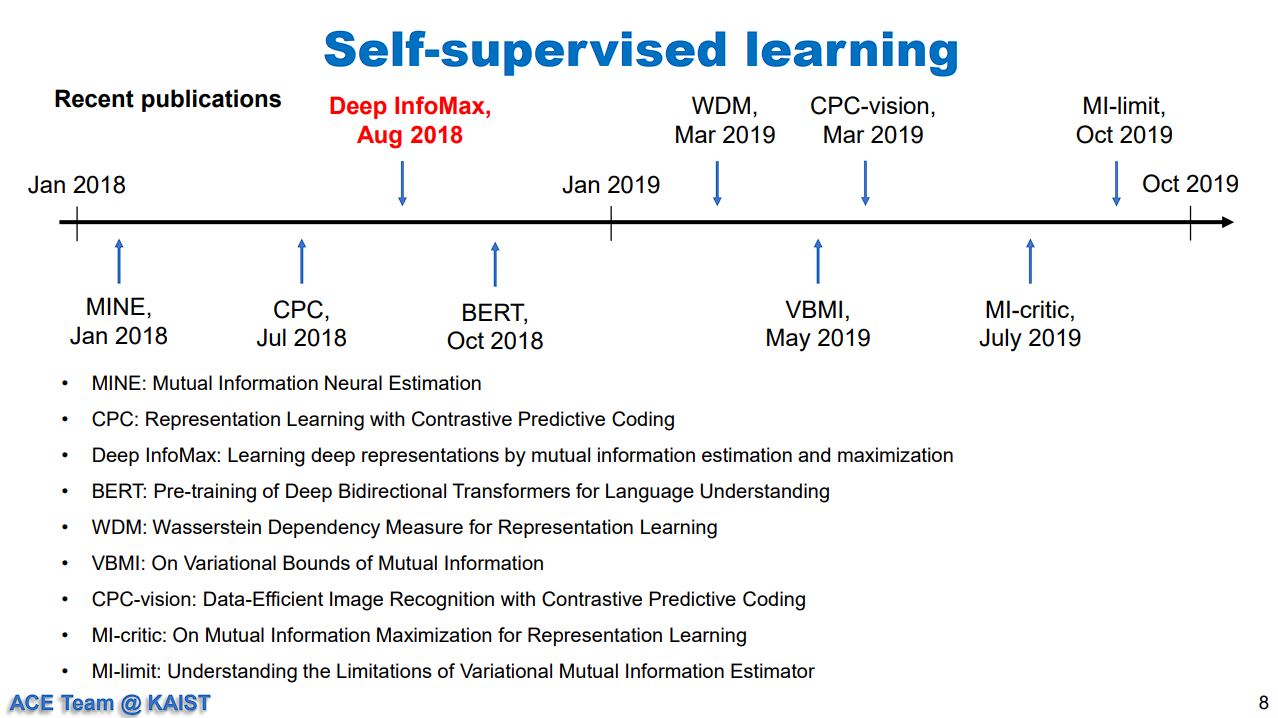 Self-supervised learning
Recent publications
Deep InfoMax,
Aug 2018
WDM,
Mar 2019
CPC-vision,
Mar 2019
MI-limit,
Oct 2019
Jan 2018
Jan 2019
Oct 2019
MINE,
Jan 2018
CPC,
Jul 2018
BERT,
Oct 2018
VBMI,
May 2019
MI-critic,
July 2019
• MINE: Mutual Information Neural Estimation
• CPC: Representation Learning with Contrastive Predictive Coding
• Deep InfoMax: Learning deep representations by mutual information estimation and maximization
• BERT: Pre-training of Deep Bidirectional Transformers for Language Understanding
• WDM: Wasserstein Dependency Measure for Representation Learning
• VBMI: On Variational Bounds of Mutual Information
• CPC-vision: Data-Efficient Image Recognition with Contrastive Predictive Coding
• MI-critic: On Mutual Information Maximization for Representation Learning
• MI-limit: Understanding the Limitations of Variational Mutual Information Estimator
ACE Team @ KAIST
8